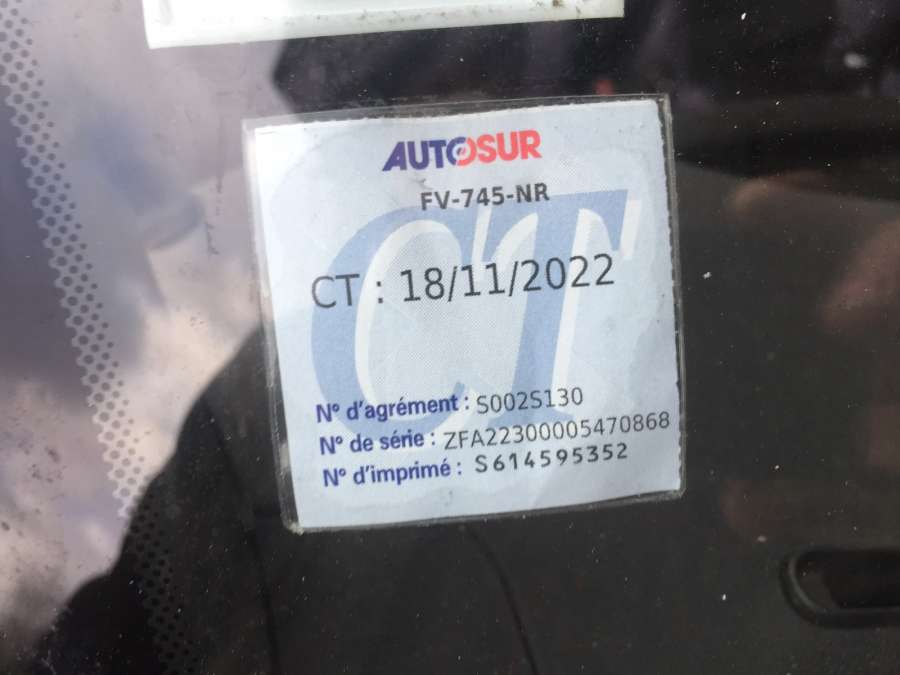 AUTOSUR
FV-745-NR
CT
CT : 18/11/2022
N° d'agrément : S002S130
N° de série : ZFA22300005470868
N° d'imprimé : S614595352